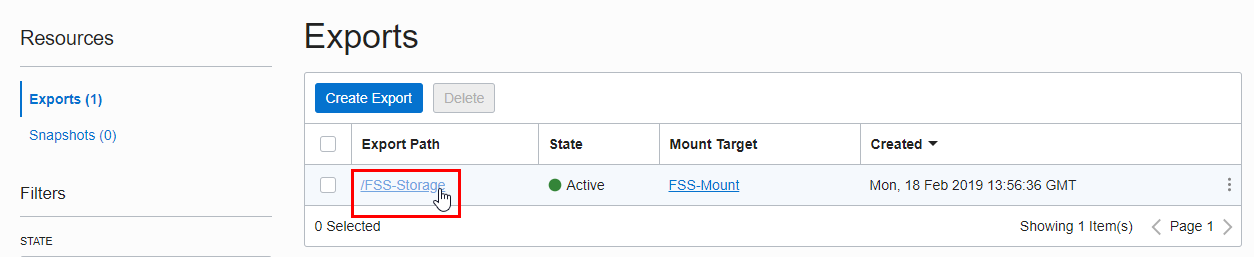 Resources
Exports (1)
Snapshots (0)
Filters
STATE
Exports
Create Export Delete
Export Path State Mount Target Created
/FSS-Storage Active FSS-Mount Mon, 18 Feb 2019 13:56:36 GMT
0 Selected Showing 1 Item(s) Page 1